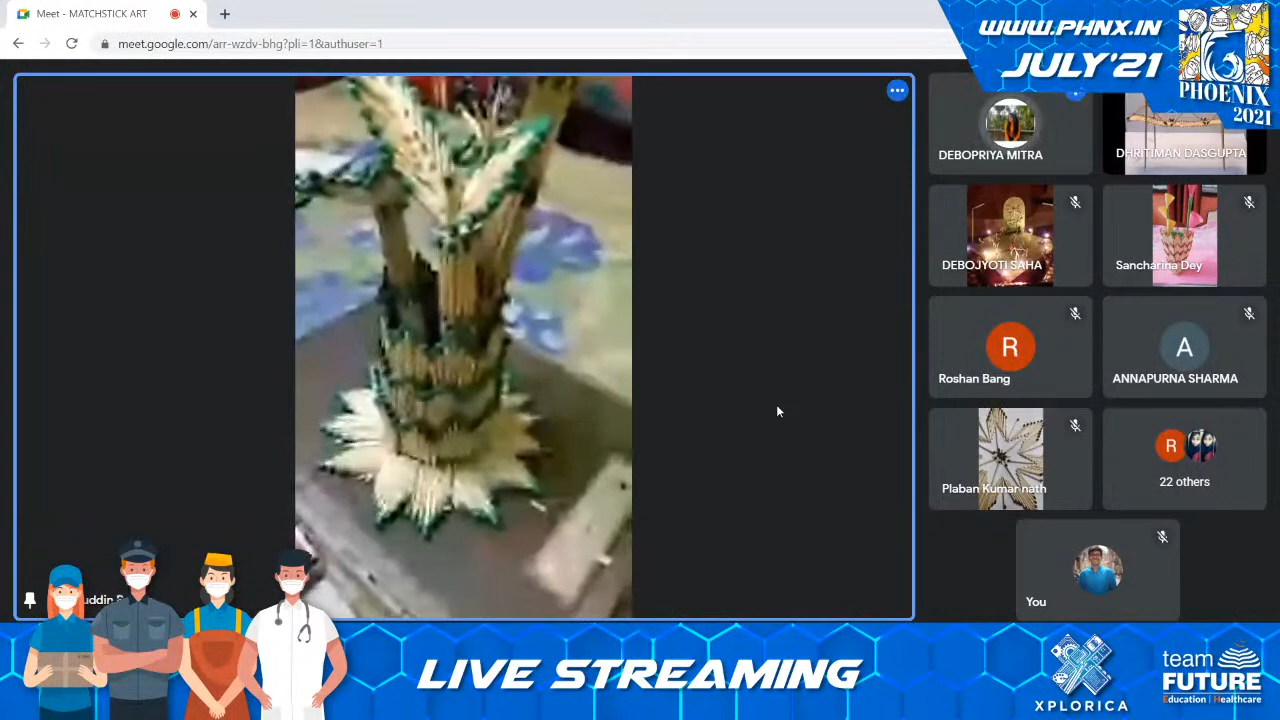 Meet - MATCHSTICK ART
meet.google.com/arr-wzdv-bhg?pli=1&authuser=1
WWW.PHNX.IN
JULY'21
PHOENIX
2021
DEBOPRIYA MITRA
DHRITIMAN DASGUPTA
DEBOJYOTI SAHA
Sancharina Dey
Roshan Bang
R
ANNAPURNA SHARMA
A
Plaban Kumar nath
R
22 others
You
uddin
LIVE STREAMING
XPLORICA
team
FUTURE
Education | Healthcare